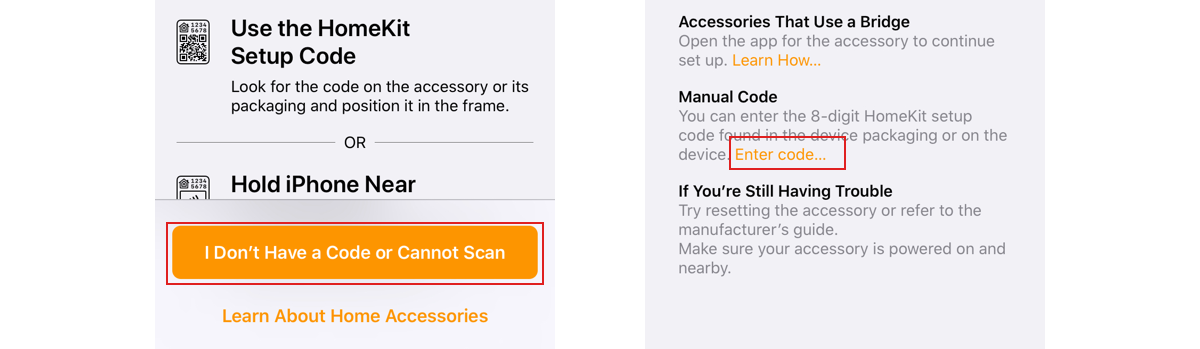 1234
5678
Use the HomeKit
Setup Code
Look for the code on the accessory or its
packaging and position it in the frame.
OR
1234
5678
Hold iPhone Near
I Don’t Have a Code or Cannot Scan
Learn About Home Accessories
Accessories That Use a Bridge
Open the app for the accessory to continue
set up. Learn How...
Manual Code
You can enter the 8-digit HomeKit setup
code found in the device packaging or on the
device. Enter code...
If You’re Still Having Trouble
Try resetting the accessory or refer to the
manufacturer’s guide.
Make sure your accessory is powered on and
nearby.